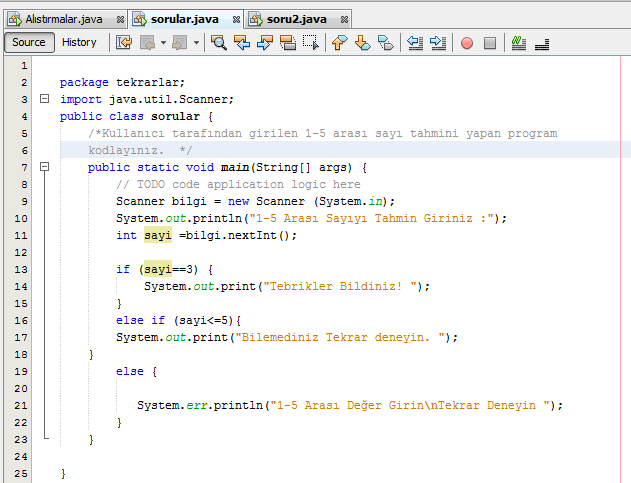 Alıstırmalar.java sorular.java soru2.java
Source History
1
2 package tekrarlar;
3 import java.util.Scanner;
4 public class sorular {
5 /*Kullanıcı tarafından girilen 1-5 arası sayı tahmini yapan program
6 kodlayınız. */
7 public static void main(String[] args) {
8 // TODO code application logic here
9 Scanner bilgi = new Scanner (System.in);
10 System.out.println("1-5 Arası Sayıyı Tahmin Giriniz :");
11 int sayi =bilgi.nextInt();
12
13 if (sayi==3) {
14 System.out.print("Tebrikler Bildiniz! ");
15 }
16 else if (sayi<=5){
17 System.out.print("Bilemediniz Tekrar deneyin. ");
18 }
19 else {
20
21 System.err.println("1-5 Arası Değer Girin\nTekrar Deneyin ");
22 }
23 }
24
25 }